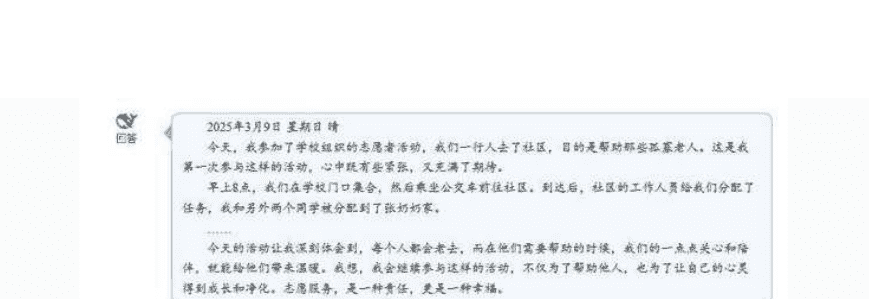 2025年3月9日 星期日 晴
今天，我参加了学校组织的志愿者活动，我们一行人去了社区，目的是帮助那些孤寡老人。这是我
第一次参与这样的活动，心中既有些紧张，又充满了期待。
早上8点，我们在学校门口集合，然后乘坐公交车前往社区。到达后，社区的工作人员给我们分配了
任务，我和另外两个同学被分配到了张奶奶家。
……
今天的活动让我深刻体会到，每个人都会老去，而在他们需要帮助的时候，我们的一点点关心和陪
伴，就能给他们带来温暖。我想，我会继续参与这样的活动，不仅为了帮助他人，也为了让自己的心灵
得到成长和净化。志愿服务，是一种责任，更是一种幸福。
回答